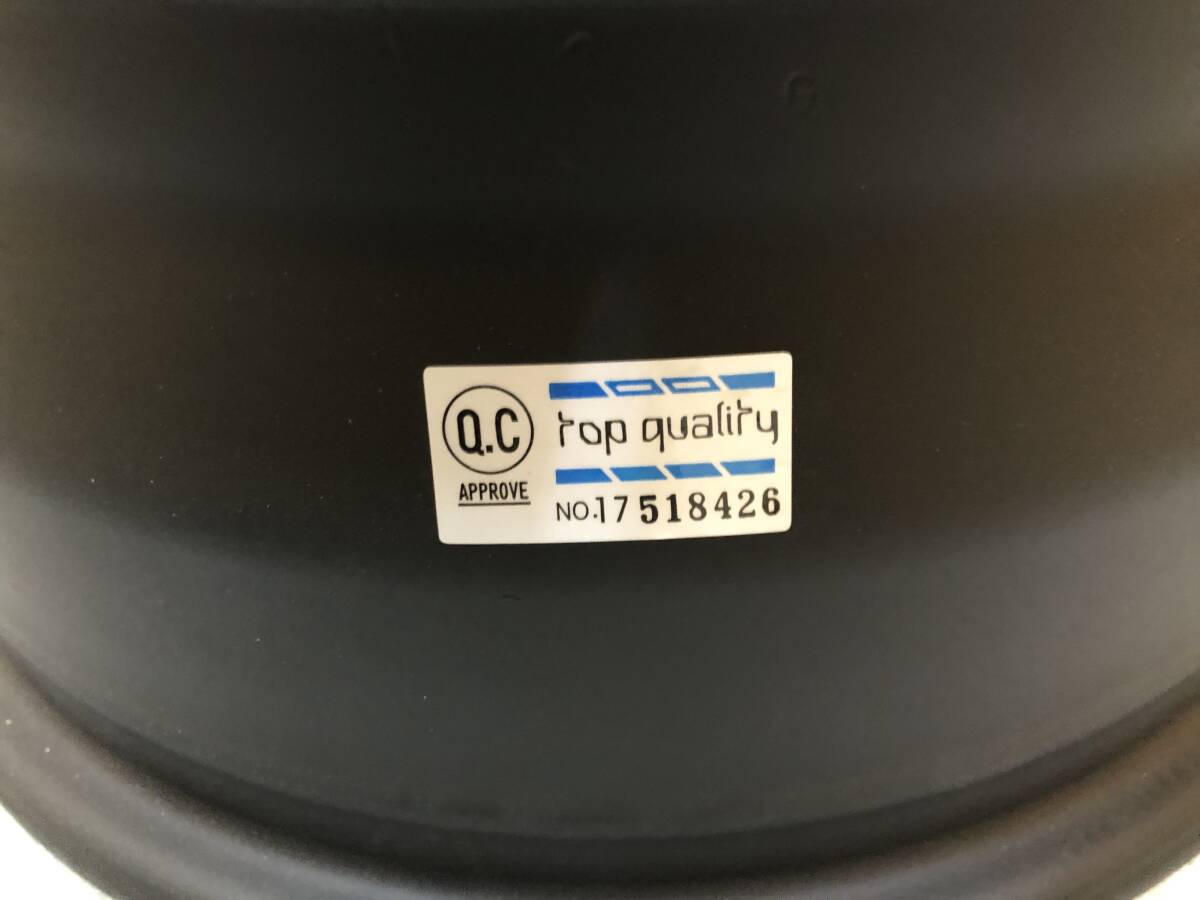 Q.C
APPROVE
top quality
NO.17518426